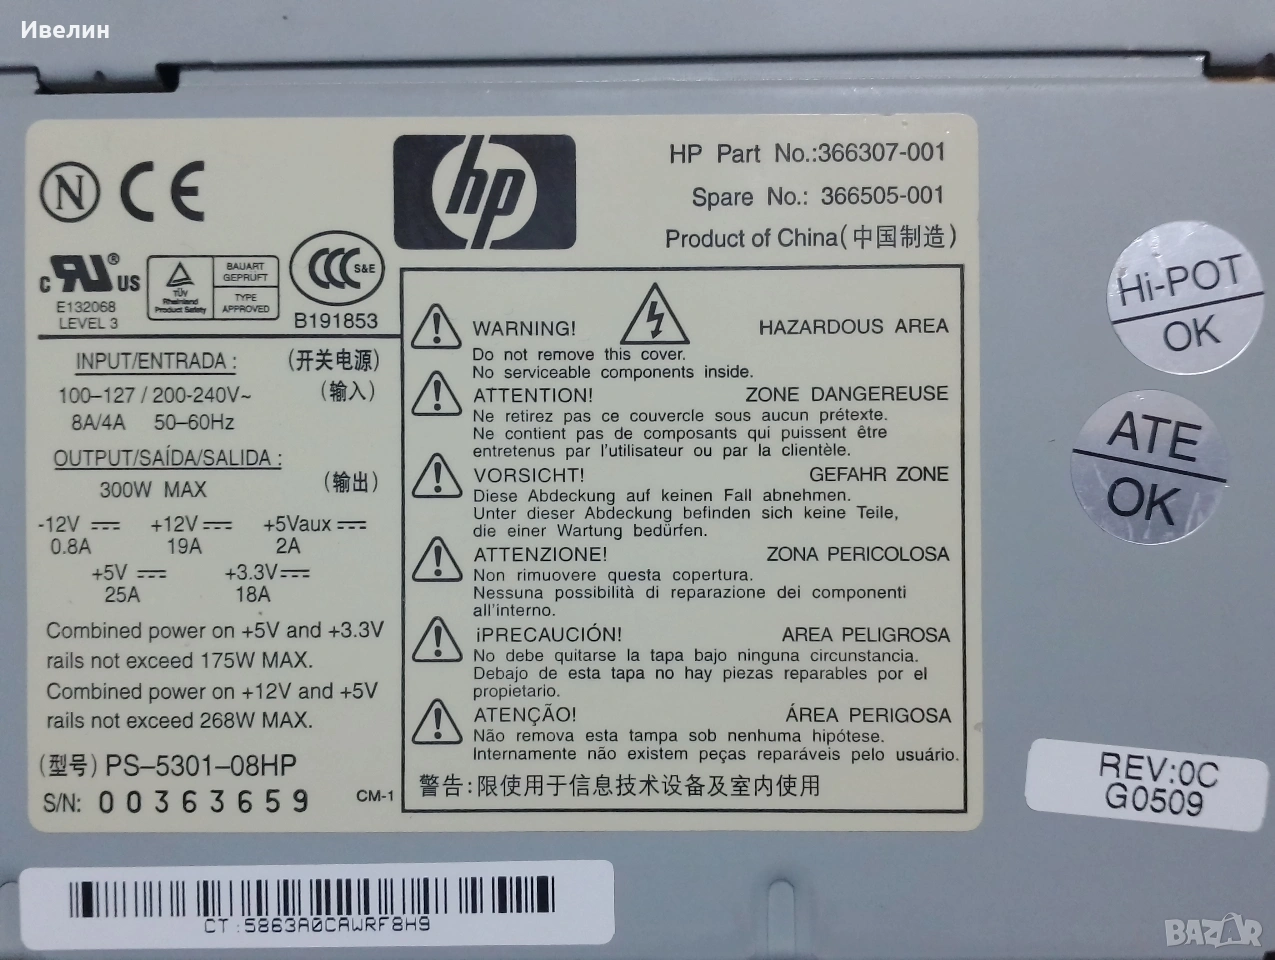 Ивелин
N CE
hp
HP Part No.:366307-001
Spare No.: 366505-001
Product of China(中国制造)
c RU ® US
E132068
LEVEL 3
TÜV
Rheinland
Product Safety
BAUART
GEPRÜFT
TYPE
APPROVED
CCC S&E
B191853
INPUT/ENTRADA : (开关电源)
100–127 / 200-240V~ (输入)
8A/4A 50–60Hz
OUTPUT/SAÍDA/SALIDA :
300W MAX (输出)
-12V +12V +5Vaux
0.8A 19A 2A
+5V +3.3V
25A 18A
Combined power on +5V and +3.3V
rails not exceed 175W MAX.
Combined power on +12V and +5V
rails not exceed 268W MAX.
(型号) PS–5301–08HP
S/N: 00363659 CM-1
WARNING! HAZARDOUS AREA
Do not remove this cover.
No serviceable components inside.
ATTENTION! ZONE DANGEREUSE
Ne retirez pas ce couvercle sous aucun prétexte.
Ne contient pas de composants qui puissent être
entretenus par l'utilisateur ou par la clientèle.
VORSICHT! GEFAHR ZONE
Diese Abdeckung auf keinen Fall abnehmen.
Unter dieser Abdeckung befinden sich keine Teile,
die einer Wartung bedürfen.
ATTENZIONE! ZONA PERICOLOSA
Non rimuovere questa copertura.
Nessuna possibilità di reparazione dei componenti
all'interno.
¡PRECAUCIÓN! AREA PELIGROSA
No debe quitarse la tapa bajo ninguna circunstancia.
Debajo de esta tapa no hay piezas reparables por el
propietario.
ATENÇÃO! ÁREA PERIGOSA
Não remova esta tampa sob nenhuma hipótese.
Internamente não existem peças reparáveis pelo usuário.
警告:限使用于信息技术设备及室内使用
Hi-POT
OK
ATE
OK
REV:0C
G0509
CT:5863A0CAWRF8H9
BAZAR